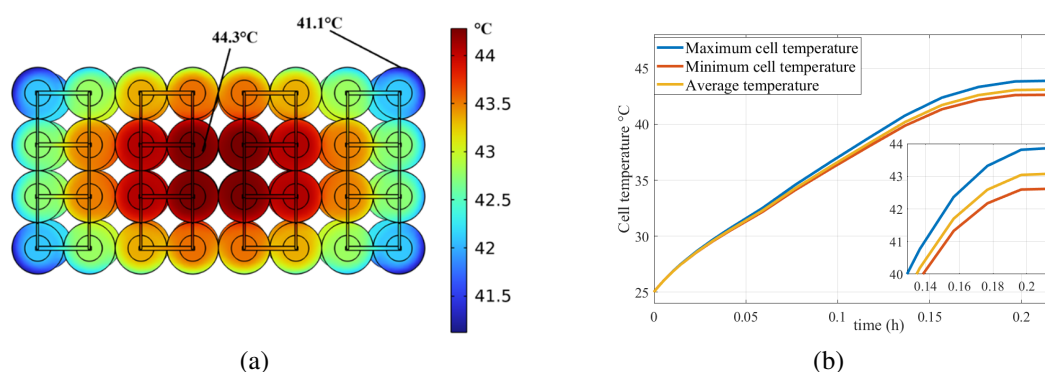 41.1°C
44.3°C
°C
44
43.5
43
42.5
42
41.5
(a)
Maximum cell temperature
Minimum cell temperature
Average temperature
Cell temperature °C
45
40
35
30
25
0
0.05
0.1
0.15
0.2
time (h)
44
43
42
41
40
0.14
0.16
0.18
0.2
(b)